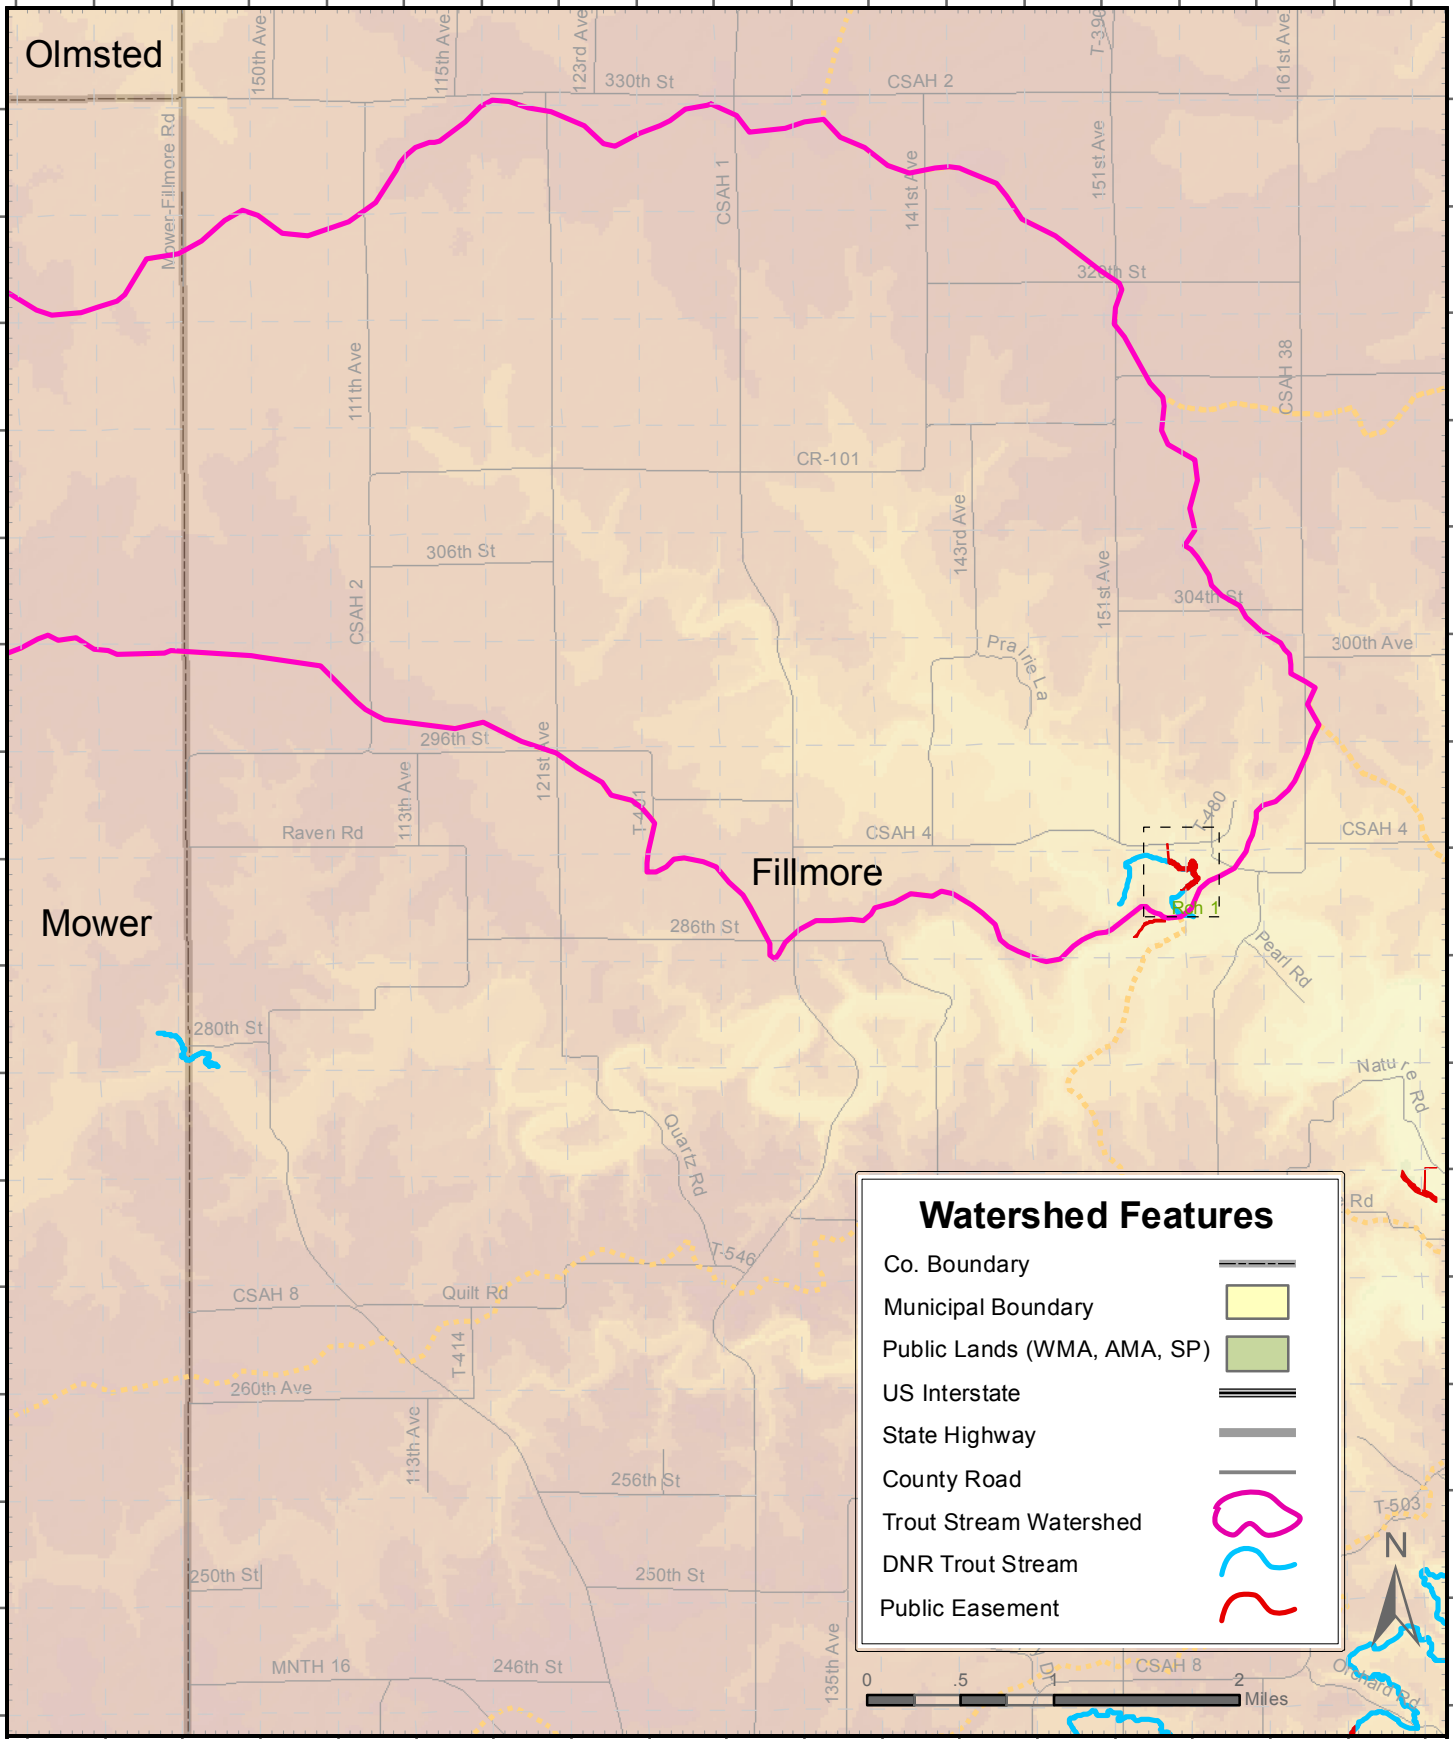 Olmsted
150th Ave
115th Ave
123rd Ave
330th St
CSAH 2
T-390
161st Ave
Mower-Fillmore Rd
CSAH 1
141st Ave
151st Ave
328th St
111th Ave
CSAH 38
CR-101
143rd Ave
306th St
CSAH 2
151st Ave
304th St
300th Ave
Prairie La
296th St
121st Ave
113th Ave
Raven Rd
CSAH 4
T-480
CSAH 4
Fillmore
Mower
286th St
Pearl Rd
280th St
Nature Rd
Quartz Rd
T-546
CSAH 8
Quilt Rd
T-414
260th Ave
113th Ave
256th St
250th St
250th St
MNTH 16
246th St
135th Ave
Rd
T-503
N
Watershed Features
Co. Boundary
Municipal Boundary
Public Lands (WMA, AMA, SP)
US Interstate
State Highway
County Road
Trout Stream Watershed
DNR Trout Stream
Public Easement
CSAH 8
Orchard Rd
0 .5 1 2
Miles